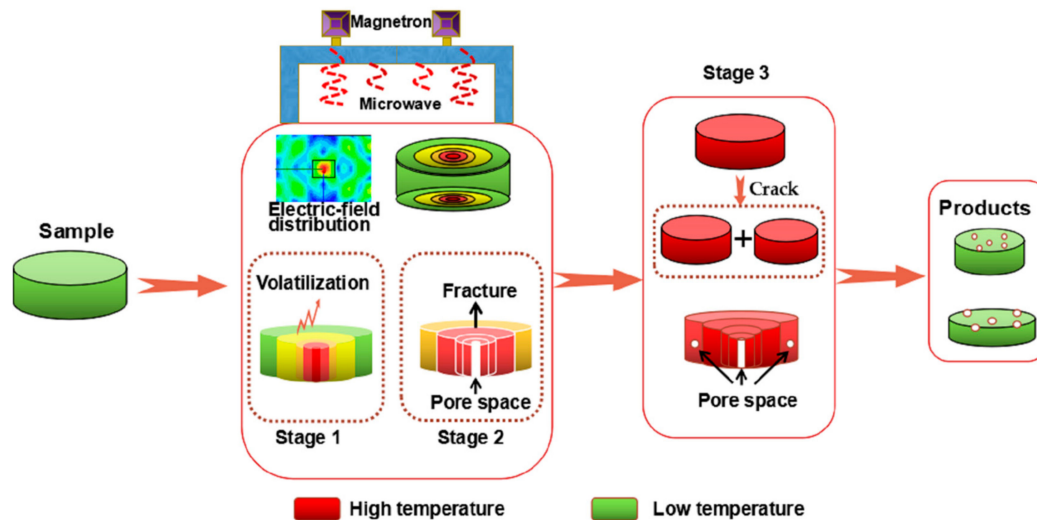 Magnetron
Microwave
Electric-field
distribution
Sample
Volatilization
Stage 1
Fracture
Pore space
Stage 2
Stage 3
Crack
+
Pore space
Products
High temperature
Low temperature